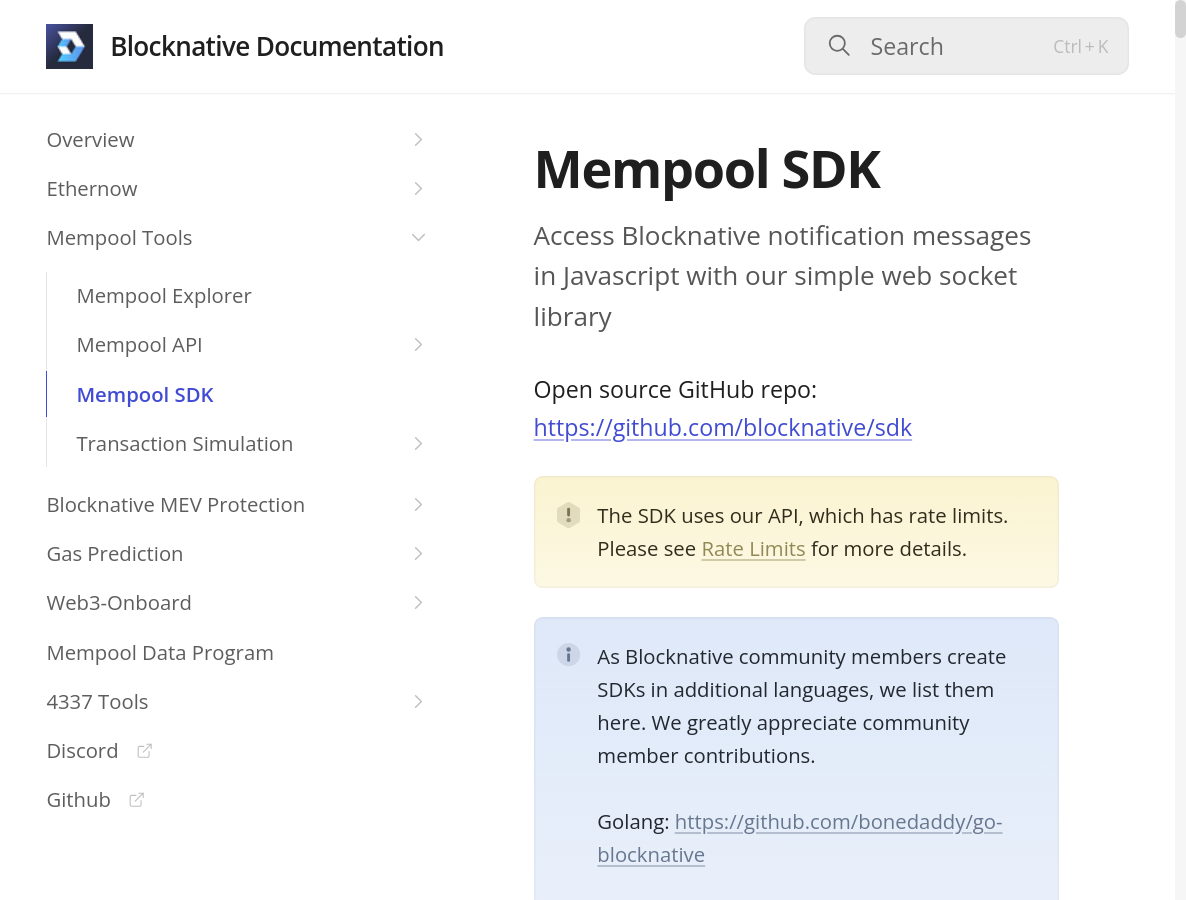 Blocknative Documentation
Search
Ctrl + K
Overview
Ethernow
Mempool Tools
Mempool Explorer
Mempool API
Mempool SDK
Transaction Simulation
Blocknative MEV Protection
Gas Prediction
Web3-Onboard
Mempool Data Program
4337 Tools
Discord
Github
Mempool SDK
Access Blocknative notification messages
in Javascript with our simple web socket
library
Open source GitHub repo:
https://github.com/blocknative/sdk
The SDK uses our API, which has rate limits.
Please see Rate Limits for more details.
As Blocknative community members create
SDKs in additional languages, we list them
here. We greatly appreciate community
member contributions.
Golang: https://github.com/bonedaddy/go-
blocknative